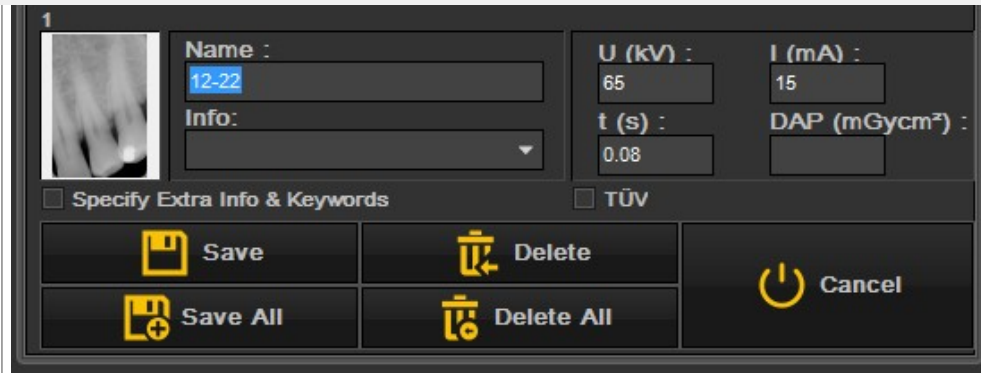 1
Name :
12-22
Info:
U (kV) :
65
I (mA) :
15
t (s) :
0.08
DAP (mGycm²) :
Specify Extra Info & Keywords
TÜV
Save
Delete
Cancel
Save All
Delete All